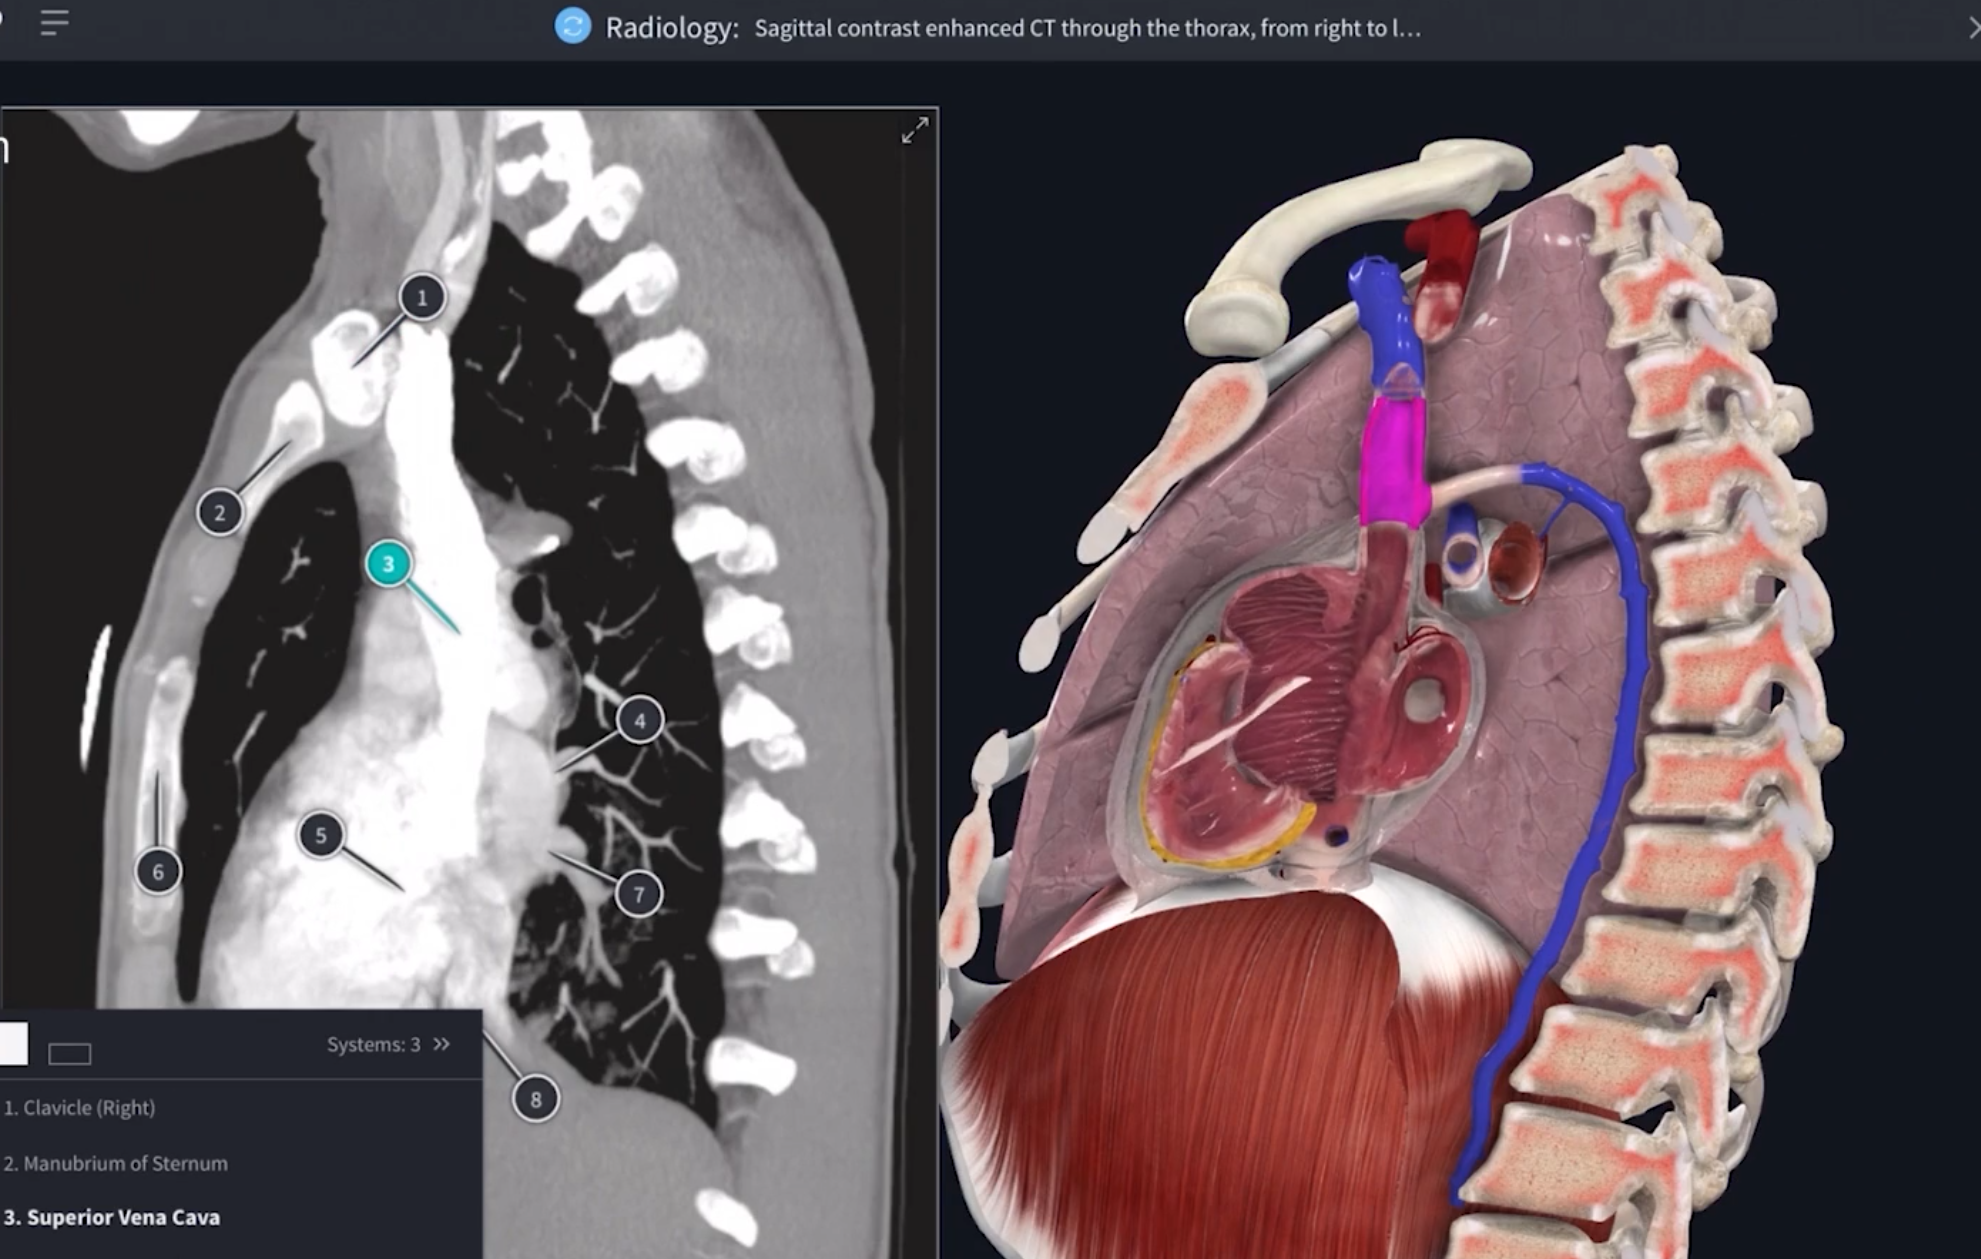 Radiology: Sagittal contrast enhanced CT through the thorax, from right to l...
1
2
3
4
5
6
7
8
Systems: 3 »
1. Clavicle (Right)
2. Manubrium of Sternum
3. Superior Vena Cava